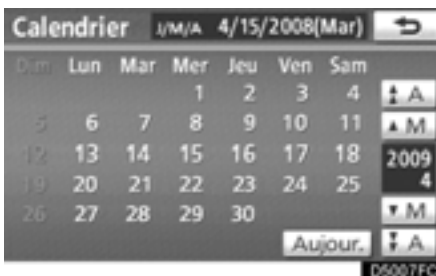 Calendrier J/M/A 4/15/2008(Mar)
Dim Lun Mar Mer Jeu Ven Sam
1 2 3 4 A
5 6 7 8 9 10 11 M
12 13 14 15 16 17 18 2009
19 20 21 22 23 24 25 4
26 27 28 29 30 M
Aujour. A
D5007FC